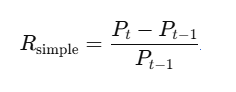 R_simple = (P_t − P_{t−1}) / P_{t−1}.